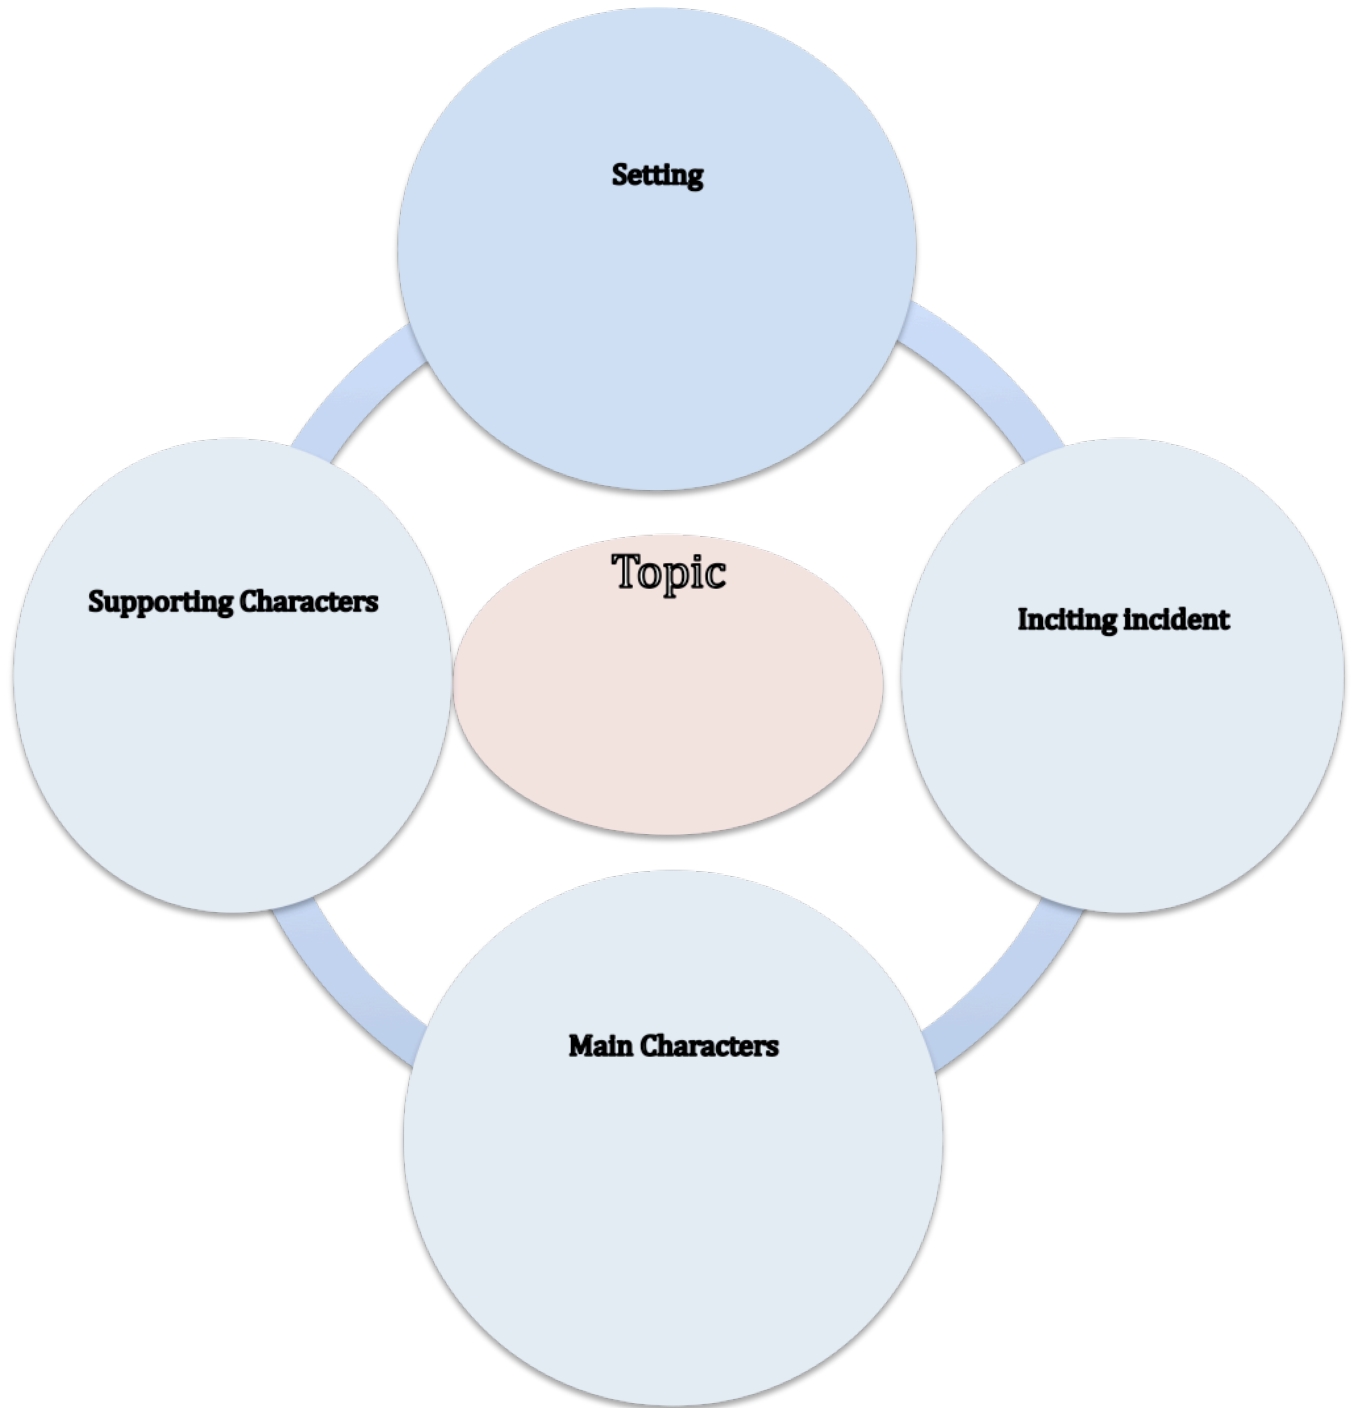 Setting
Topic
Supporting Characters
Inciting incident
Main Characters